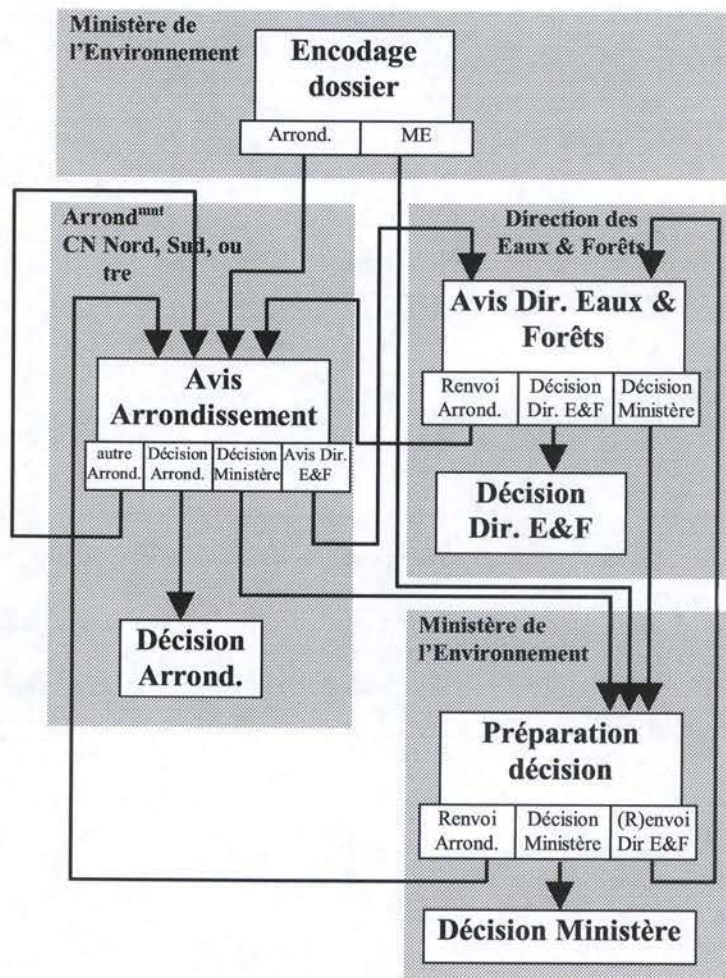 Ministère de
l'Environnement
Encodage
dossier
Arrond.
ME
Arrond^mnt
CN Nord, Sud, ou
tre
Avis
Arrondissement
autre
Arrond.
Décision
Arrond.
Décision
Ministère
Avis Dir.
E&F
Décision
Arrond.
Direction des
Eaux & Forêts
Avis Dir. Eaux &
Forêts
Renvoi
Arrond.
Décision
Dir. E&F
Décision
Ministère
Décision
Dir. E&F
Ministère de
l'Environnement
Préparation
décision
Renvoi
Arrond.
Décision
Ministère
(R)envoi
Dir E&F
Décision Ministère